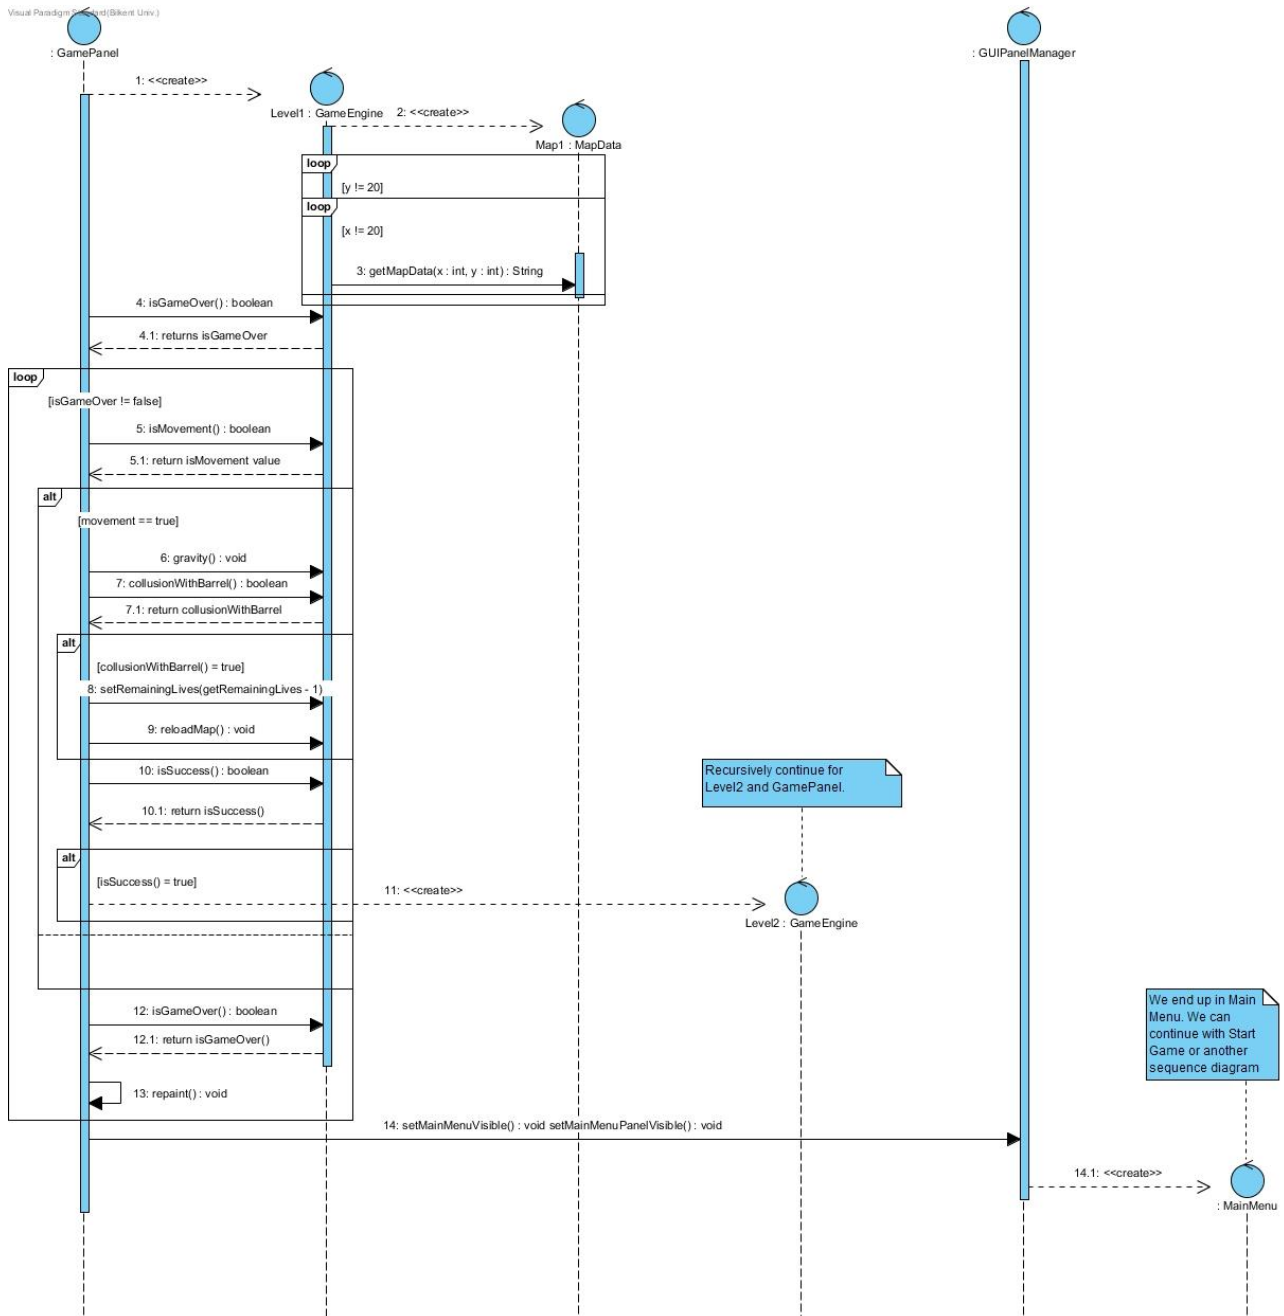 : GamePanel
: GUIPanelManager
1: <<create>>
Level1 : GameEngine
2: <<create>>
Map1 : MapData
loop
[y != 20]
loop
[x != 20]
3: getMapData(x : int, y : int) : String
4: isGameOver() : boolean
4.1: returns isGameOver
loop
[isGameOver != false]
5: isMovement() : boolean
5.1: return isMovement value
alt
[movement == true]
6: gravity() : void
7: collusionWithBarrel() : boolean
7.1: return collusionWithBarrel
alt
[collusionWithBarrel() = true]
8: setRemainingLives(getRemainingLives - 1)
9: reloadMap() : void
10: isSuccess() : boolean
Recursively continue for
Level2 and GamePanel.
10.1: return isSuccess()
alt
[isSuccess() = true]
11: <<create>>
Level2 : GameEngine
12: isGameOver() : boolean
12.1: return isGameOver()
We end up in Main
Menu. We can
continue with Start
Game or another
sequence diagram
13: repaint() : void
14: setMainMenuVisible() : void setMainMenuPanelVisible() : void
14.1: <<create>>
: MainMenu